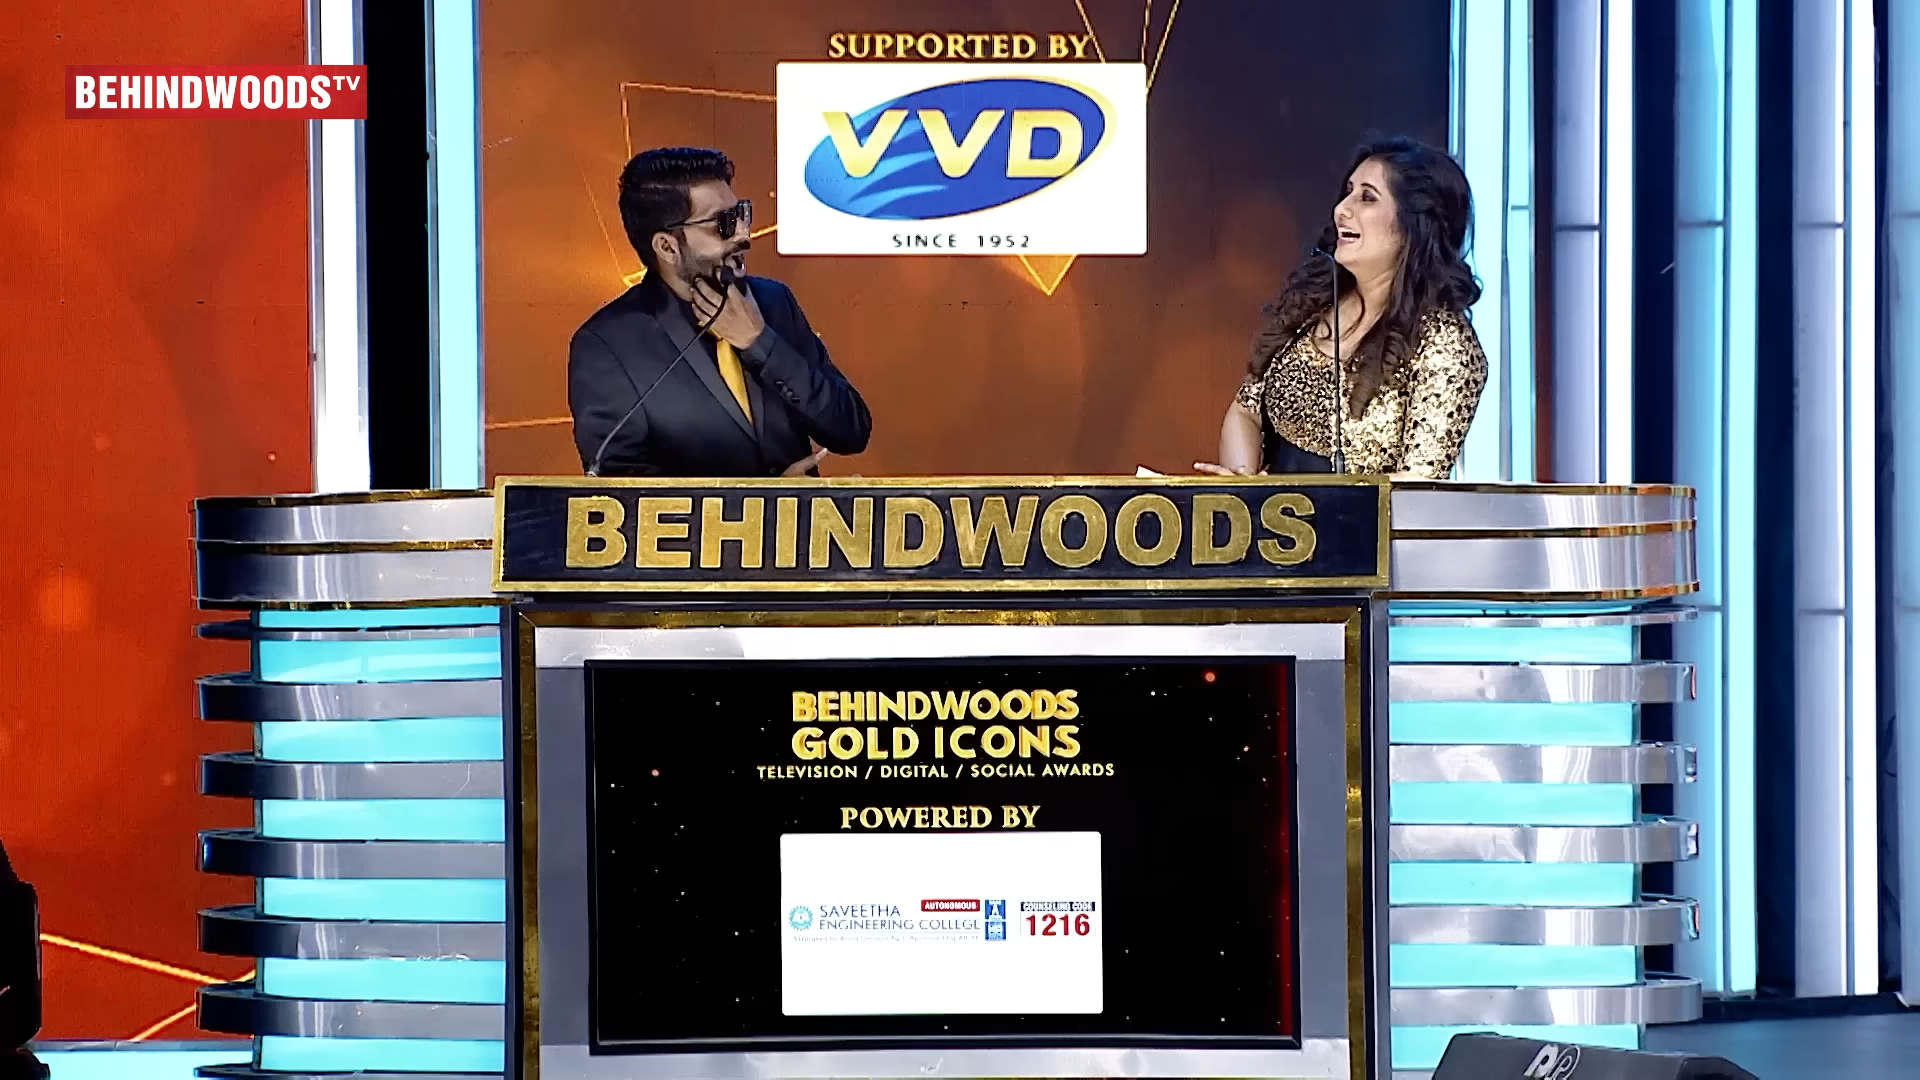 BEHINDWOODS TV
SUPPORTED BY
VVD
SINCE 1952
BEHINDWOODS
BEHINDWOODS
GOLD ICONS
TELEVISION / DIGITAL / SOCIAL AWARDS
POWERED BY
SAVEETHA
ENGINEERING COLLEGE
AUTONOMOUS
COUNSELING CODE
1216